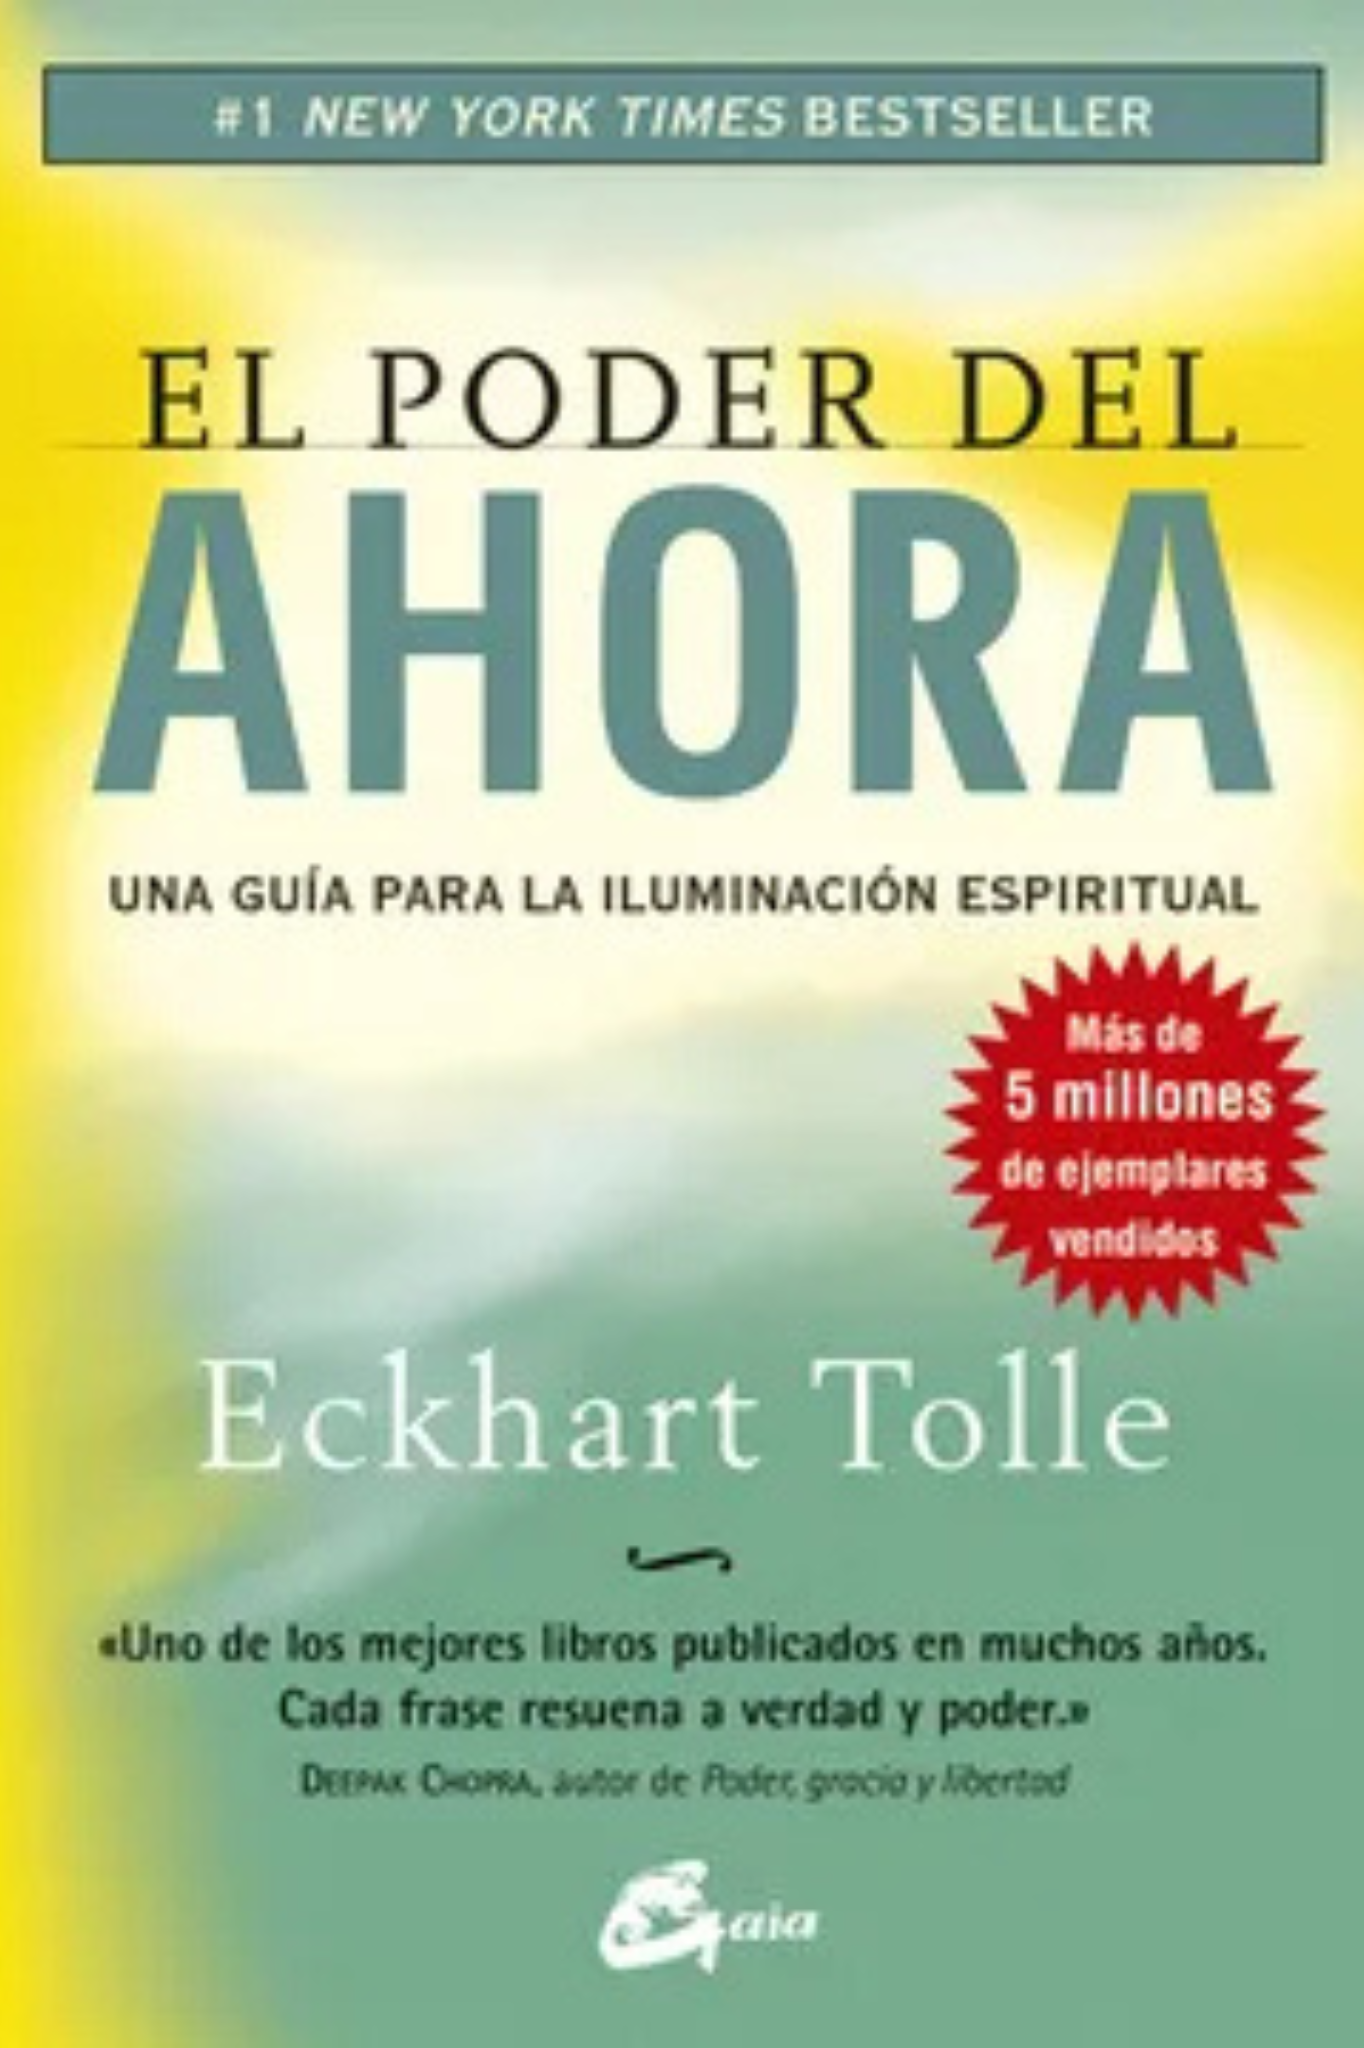 #1 NEW YORK TIMES BESTSELLER
EL PODER DEL
AHORA
UNA GUÍA PARA LA ILUMINACIÓN ESPIRITUAL
Más de
5 millones
de ejemplares
vendidos
Eckhart Tolle
«Uno de los mejores libros publicados en muchos años.
Cada frase resuena a verdad y poder.»
DEEPAK CHOPRA, autor de Poder, gracia y libertad
Gaia